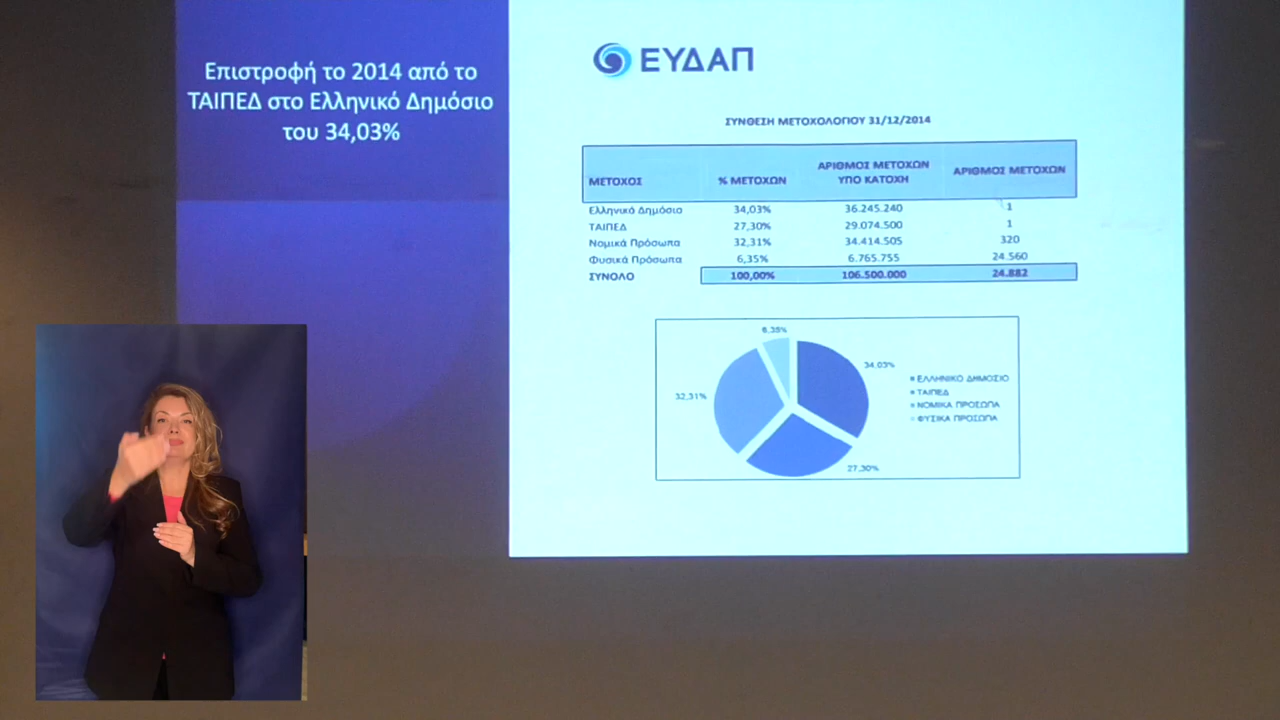 Επιστροφή το 2014 από το
ΤΑΙΠΕΔ στο Ελληνικό Δημόσιο
του 34,03%
ΕΥΔΑΠ
ΣΥΝΘΕΣΗ ΜΕΤΟΧΟΛΟΓΙΟΥ 31/12/2014
ΜΕΤΟΧΟΣ % ΜΕΤΟΧΩΝ ΑΡΙΘΜΟΣ ΜΕΤΟΧΩΝ ΥΠΟ ΚΑΤΟΧΗ ΑΡΙΘΜΟΣ ΜΕΤΟΧΩΝ
Ελληνικό Δημόσιο 34,03% 36.245.240 1
ΤΑΙΠΕΔ 27,30% 29.074.500 1
Νομικά Πρόσωπα 32,31% 34.414.505 320
Φυσικά Πρόσωπα 6,35% 6.765.755 24.560
ΣΥΝΟΛΟ 100,00% 106.500.000 24.882
6,35%
34,03%
32,31%
27,30%
ΕΛΛΗΝΙΚΟ ΔΗΜΟΣΙΟ
ΤΑΙΠΕΔ
ΝΟΜΙΚΑ ΠΡΟΣΩΠΑ
ΦΥΣΙΚΑ ΠΡΟΣΩΠΑ